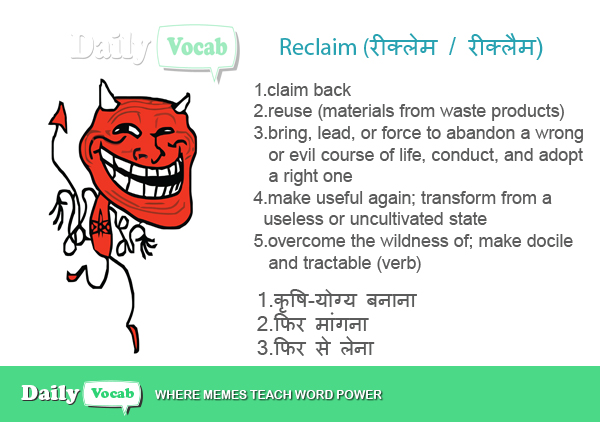 Daily Vocab
Reclaim (रीक्लेम / रीक्लैम)
1.claim back
2.reuse (materials from waste products)
3.bring, lead, or force to abandon a wrong
or evil course of life, conduct, and adopt
a right one
4.make useful again; transform from a
useless or uncultivated state
5.overcome the wildness of; make docile
and tractable (verb)
1.कृषि-योग्य बनाना
2.फिर मांगना
3.फिर से लेना
Daily Vocab WHERE MEMES TEACH WORD POWER